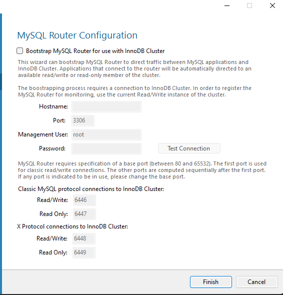 MySQL Router Configuration
Bootstrap MySQL Router for use with InnoDB Cluster
This wizard can bootstrap MySQL Router to direct traffic between MySQL applications and
InnoDB Cluster. Applications that connect to the router will be automatically directed to an
available read/write or read-only member of the cluster.
The boostrapping process requires a connection to InnoDB Cluster. In order to register the
MySQL Router for monitoring, use the current Read/Write instance of the cluster.
Hostname:
Port: 3306
Management User: root
Password: Test Connection
MySQL Router requires specification of a base port (between 80 and 65532). The first port is used
for classic read/write connections. The other ports are computed sequentially after the first port.
If any port is indicated to be in use, please change the base port.
Classic MySQL protocol connections to InnoDB Cluster:
Read/Write: 6446
Read Only: 6447
X Protocol connections to InnoDB Cluster:
Read/Write: 6448
Read Only: 6449
Finish Cancel